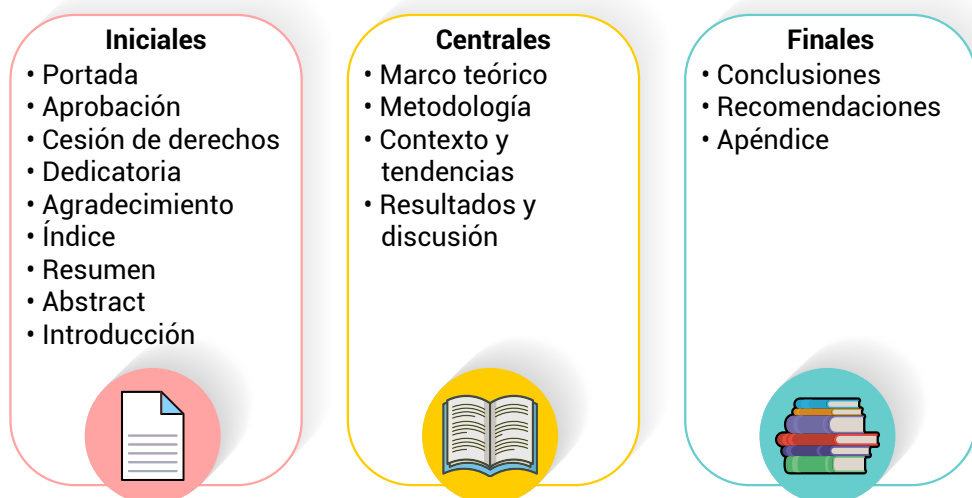 Iniciales
• Portada
• Aprobación
• Cesión de derechos
• Dedicatoria
• Agradecimiento
• Índice
• Resumen
• Abstract
• Introducción
Centrales
• Marco teórico
• Metodología
• Contexto y
tendencias
• Resultados y
discusión
Finales
• Conclusiones
• Recomendaciones
• Apéndice